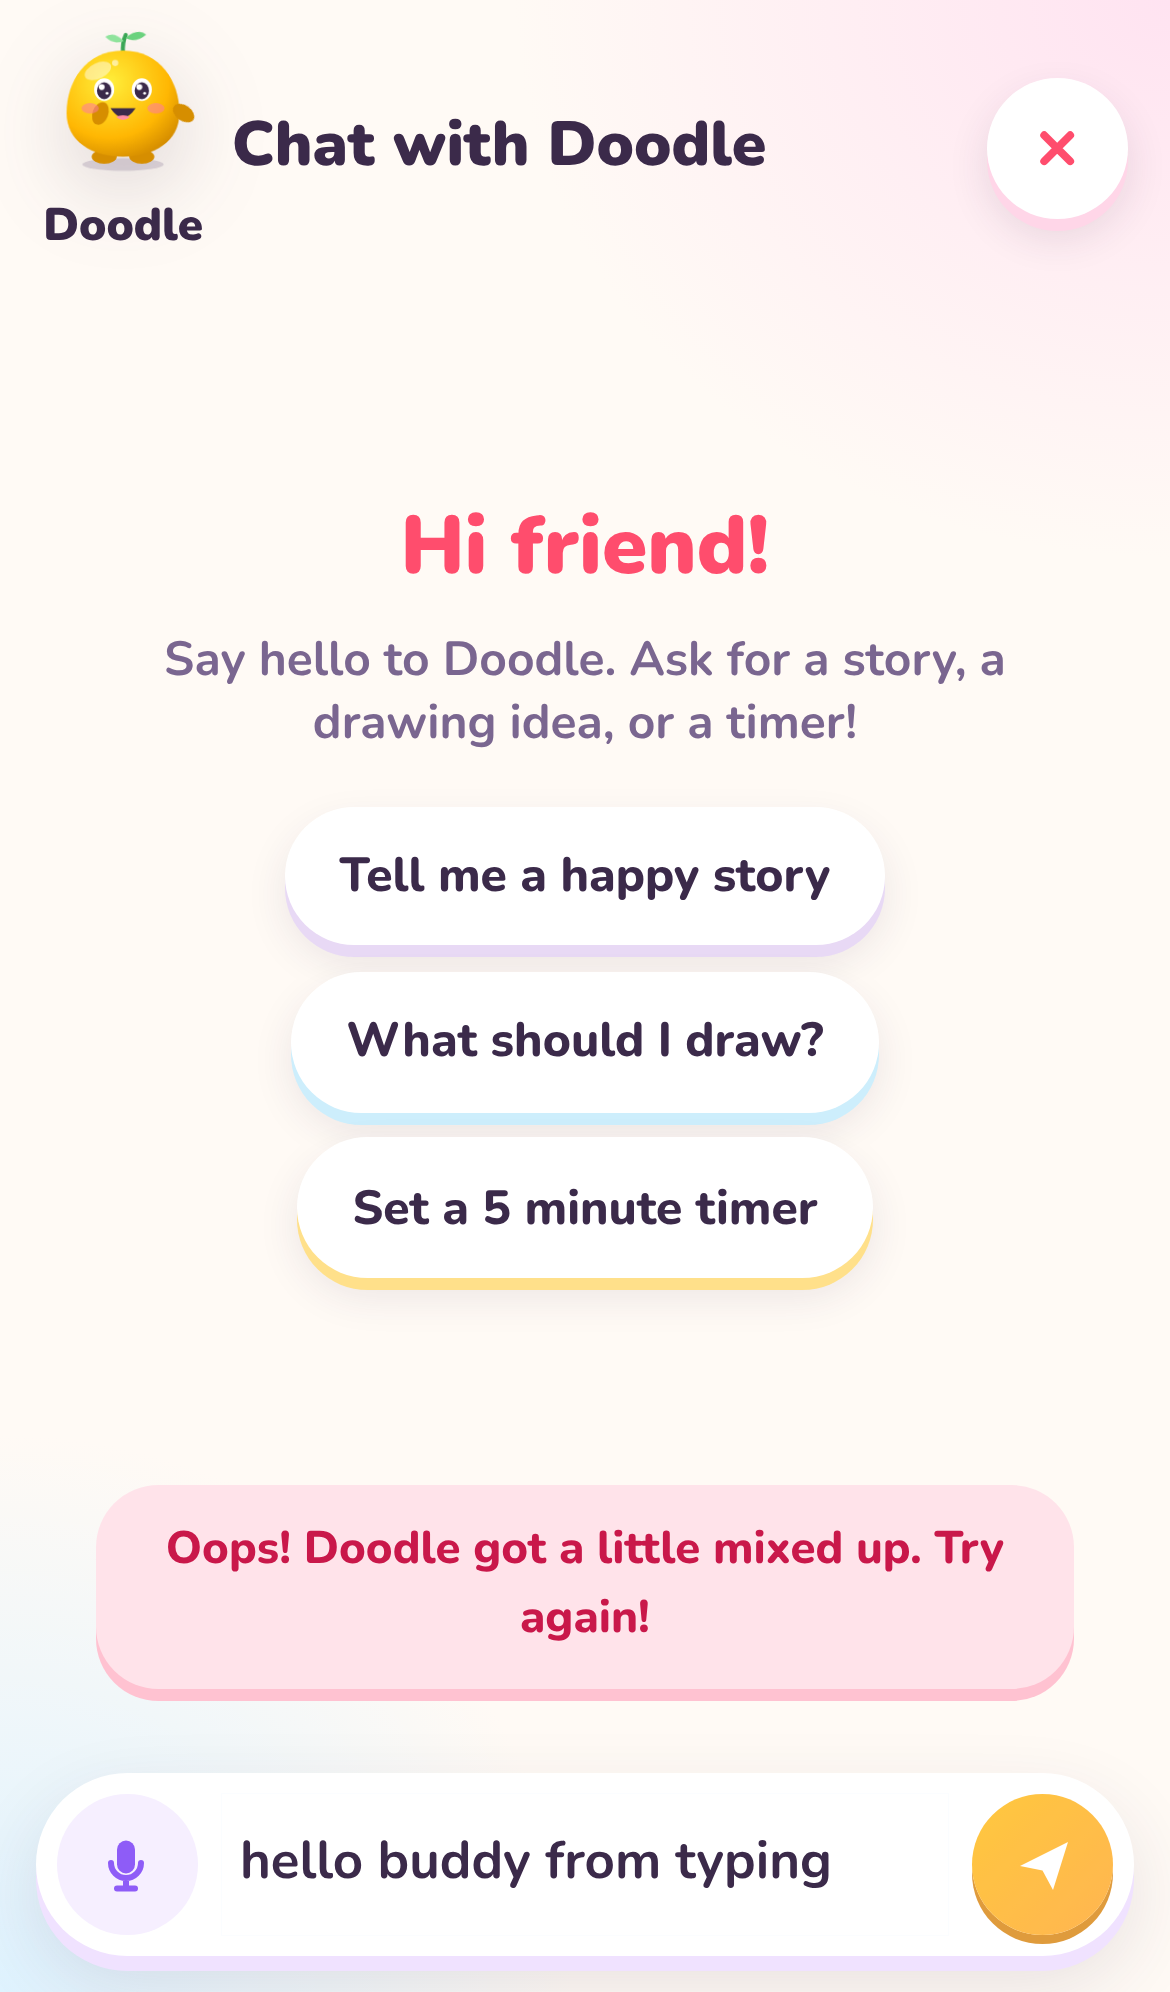 Chat with Doodle
Doodle
Hi friend!
Say hello to Doodle. Ask for a story, a
drawing idea, or a timer!
Tell me a happy story
What should I draw?
Set a 5 minute timer
Oops! Doodle got a little mixed up. Try
again!
hello buddy from typing